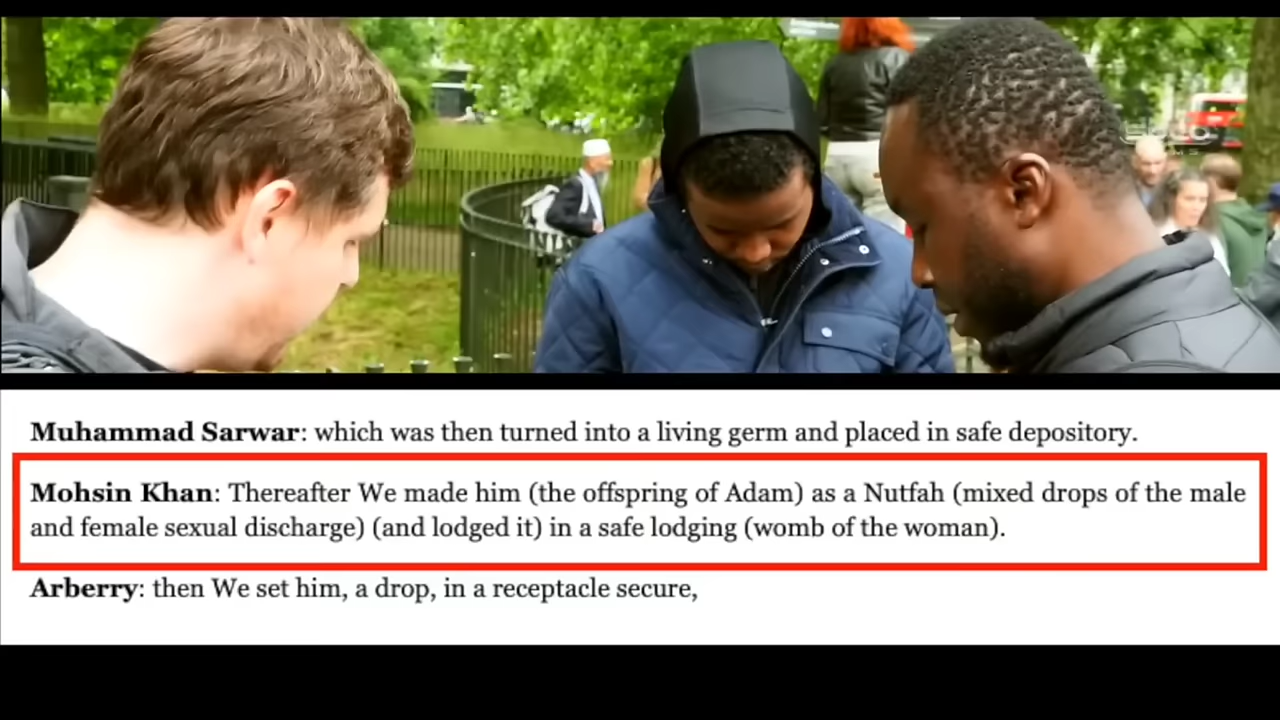 Muhammad Sarwar: which was then turned into a living germ and placed in safe depository.
Mohsin Khan: Thereafter We made him (the offspring of Adam) as a Nutfah (mixed drops of the male
and female sexual discharge) (and lodged it) in a safe lodging (womb of the woman).
Arberry: then We set him, a drop, in a receptacle secure,